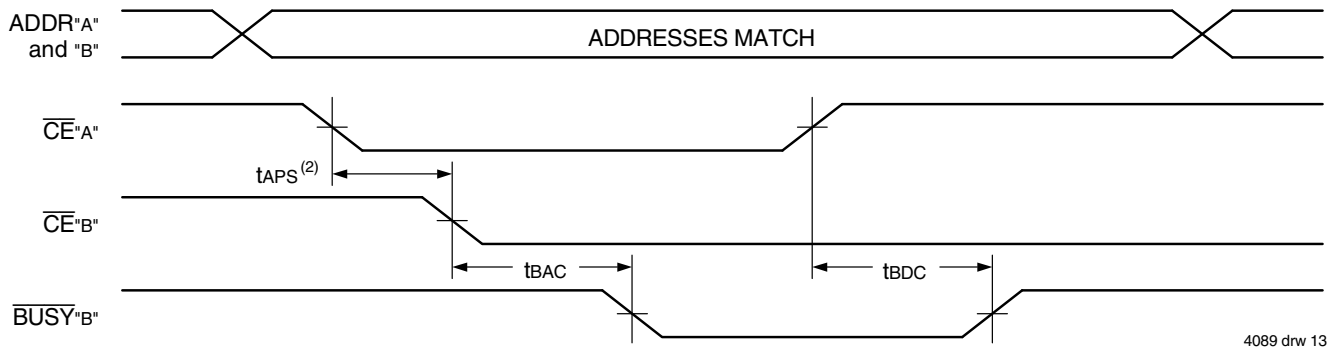 ADDR"A"
and "B"
ADDRESSES MATCH
CE"A"
tAPS(2)
CE"B"
tBAC
tBDC
BUSY"B"
4089 drw 13